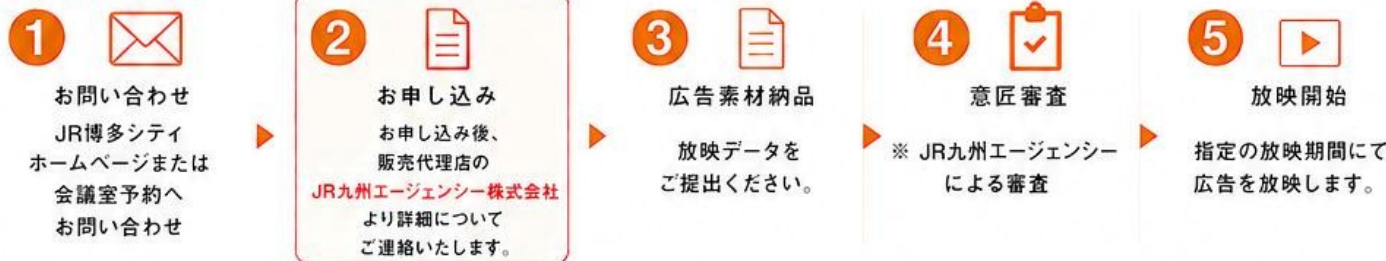 1
お問い合わせ
JR博多シティ
ホームページまたは
会議室予約へ
お問い合わせ
2
お申し込み
お申し込み後、
販売代理店の
JR九州エージェンシー株式会社
より詳細について
ご連絡いたします。
3
広告素材納品
放映データを
ご提出ください。
4
意匠審査
※ JR九州エージェンシー
による審査
5
放映開始
指定の放映期間にて
広告を放映します。